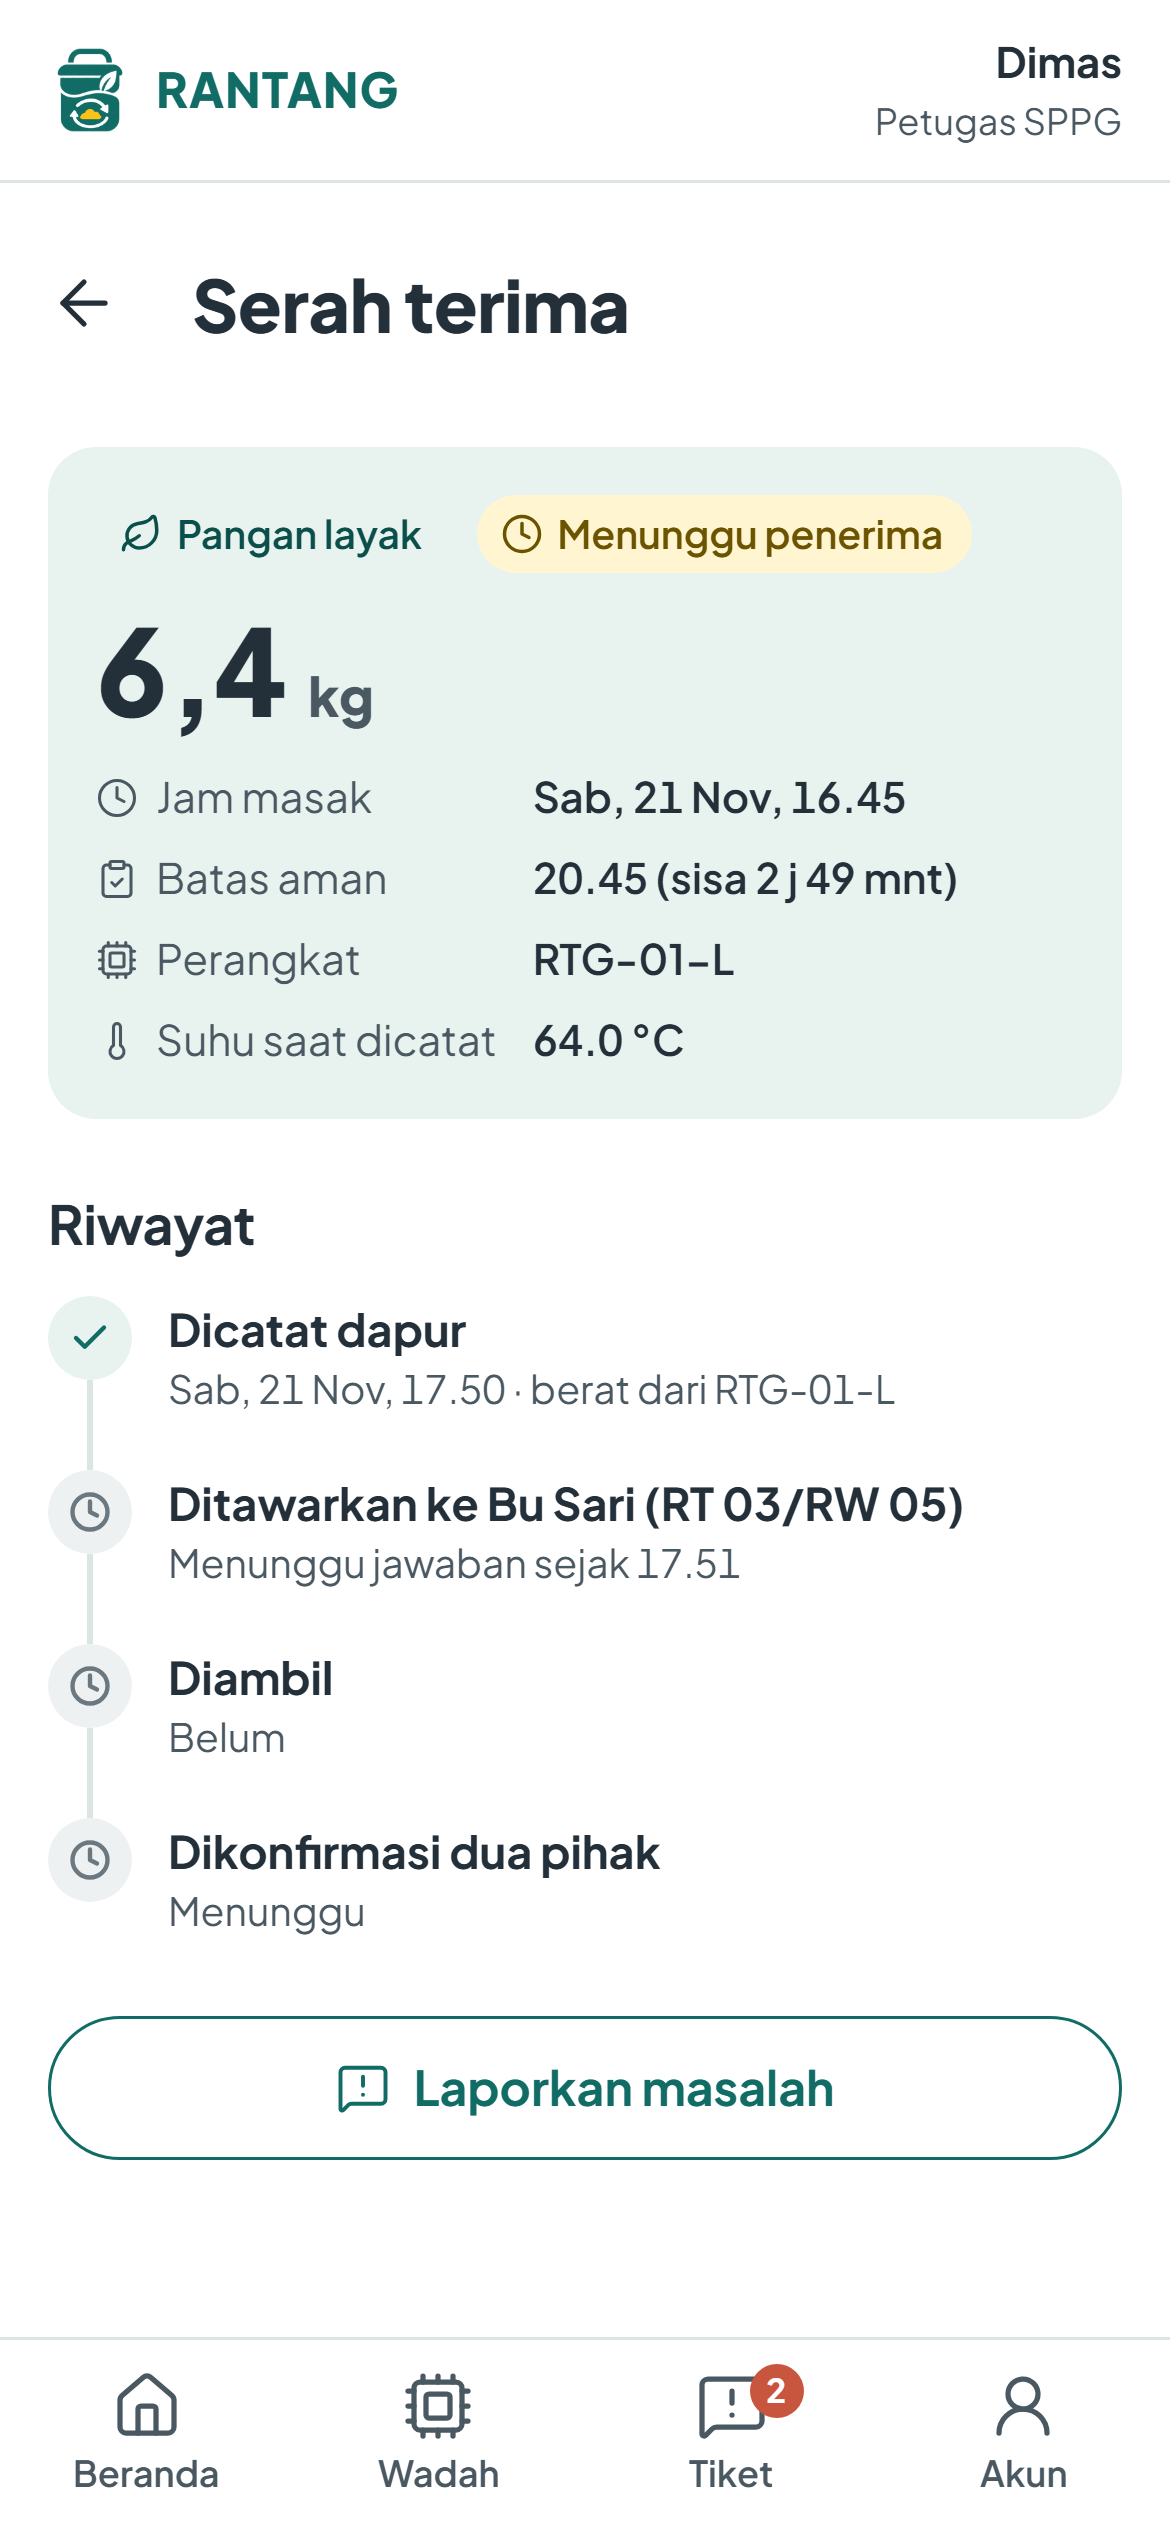 RANTANG
Dimas
Petugas SPPG
Serah terima
Pangan layak
Menunggu penerima
6,4 kg
Jam masak Sab, 21 Nov, 16.45
Batas aman 20.45 (sisa 2 j 49 mnt)
Perangkat RTG-01-L
Suhu saat dicatat 64.0 °C
Riwayat
Dicatat dapur
Sab, 21 Nov, 17.50 · berat dari RTG-01-L
Ditawarkan ke Bu Sari (RT 03/RW 05)
Menunggu jawaban sejak 17.51
Diambil
Belum
Dikonfirmasi dua pihak
Menunggu
Laporkan masalah
2
Beranda Wadah Tiket Akun